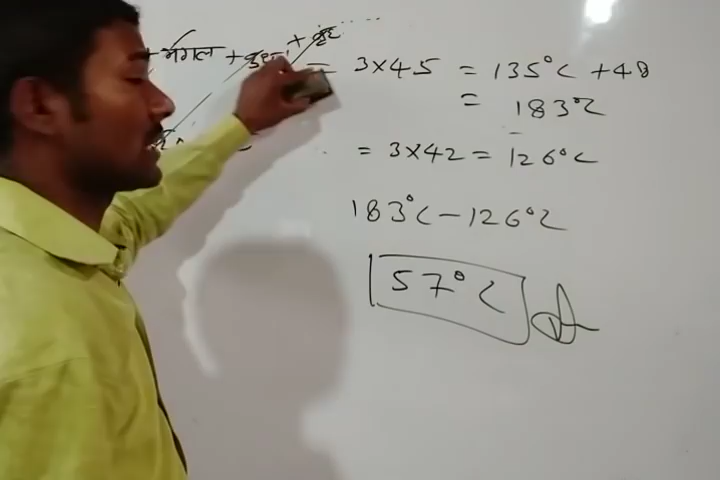 + मंगल + बुध + गुरु
= 3×45 = 135°C + 48
= 183°C
= 3×42 = 126°C
183°C - 126°C
57°C